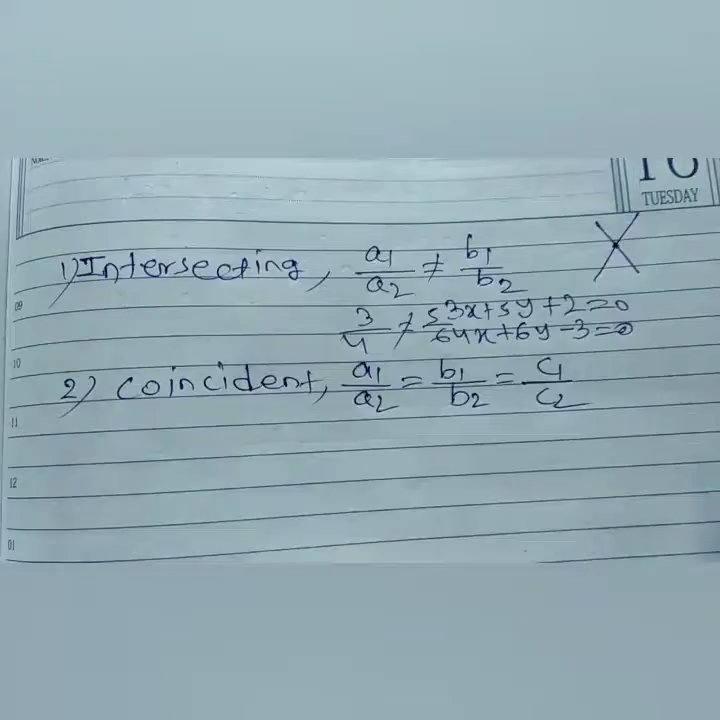 TUESDAY
1) Intersecting, a1/a2 ≠ b1/b2
09
3/4 ≠ 5/6 3x+5y+2=0
4x+6y-3=0
10
2) coincident, a1/a2 = b1/b2 = c1/c2
11
12
01